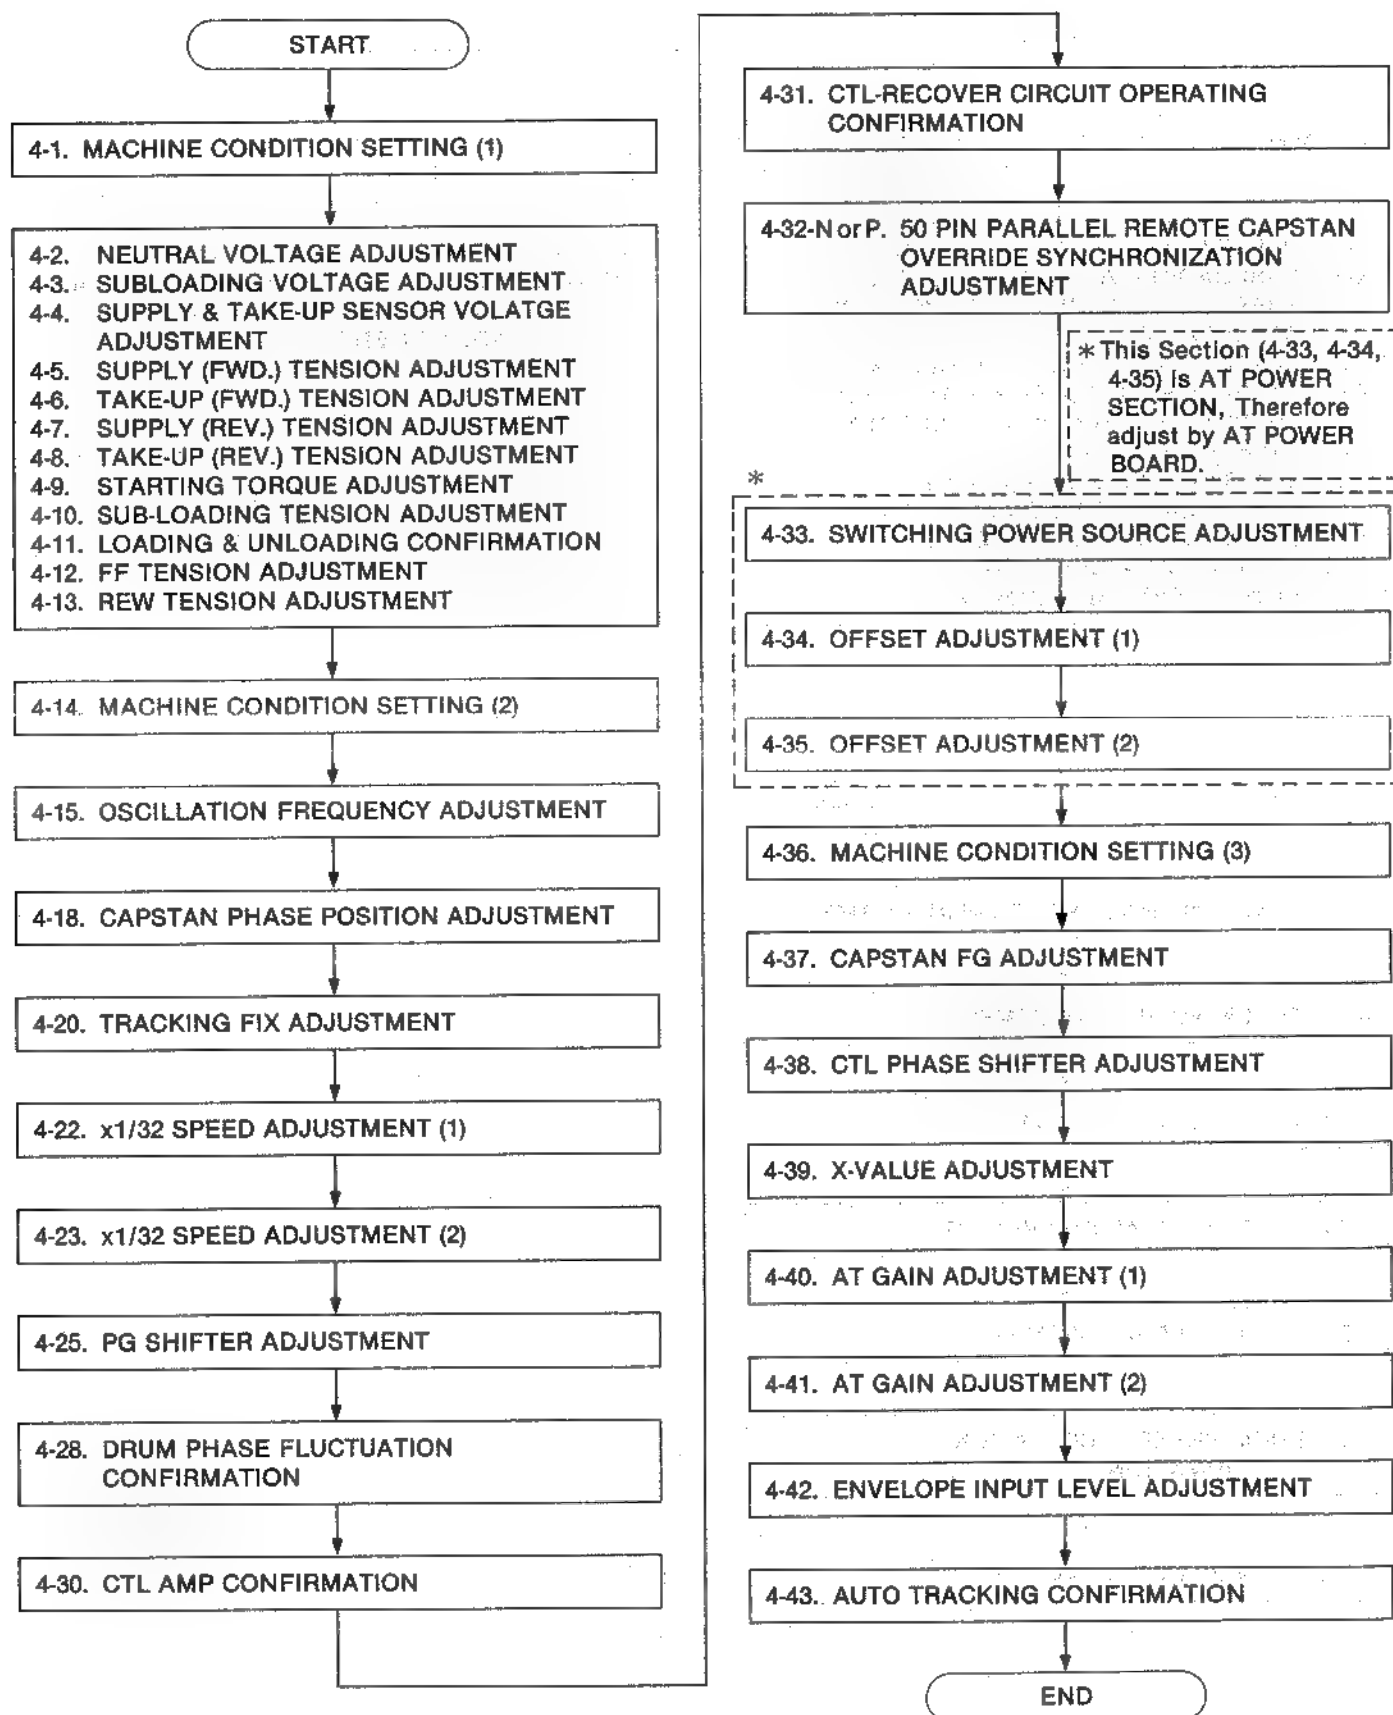 START
4-1. MACHINE CONDITION SETTING (1)
4-2. NEUTRAL VOLTAGE ADJUSTMENT
4-3. SUBLOADING VOLTAGE ADJUSTMENT
4-4. SUPPLY & TAKE-UP SENSOR VOLATGE
ADJUSTMENT
4-5. SUPPLY (FWD.) TENSION ADJUSTMENT
4-6. TAKE-UP (FWD.) TENSION ADJUSTMENT
4-7. SUPPLY (REV.) TENSION ADJUSTMENT
4-8. TAKE-UP (REV.) TENSION ADJUSTMENT
4-9. STARTING TORQUE ADJUSTMENT
4-10. SUB-LOADING TENSION ADJUSTMENT
4-11. LOADING & UNLOADING CONFIRMATION
4-12. FF TENSION ADJUSTMENT
4-13. REW TENSION ADJUSTMENT
4-14. MACHINE CONDITION SETTING (2)
4-15. OSCILLATION FREQUENCY ADJUSTMENT
4-18. CAPSTAN PHASE POSITION ADJUSTMENT
4-20. TRACKING FIX ADJUSTMENT
4-22. x1/32 SPEED ADJUSTMENT (1)
4-23. x1/32 SPEED ADJUSTMENT (2)
4-25. PG SHIFTER ADJUSTMENT
4-28. DRUM PHASE FLUCTUATION
CONFIRMATION
4-30. CTL AMP CONFIRMATION
4-31. CTL-RECOVER CIRCUIT OPERATING
CONFIRMATION
4-32-N or P. 50 PIN PARALLEL REMOTE CAPSTAN
OVERRIDE SYNCHRONIZATION
ADJUSTMENT
* This Section (4-33, 4-34,
4-35) is AT POWER
SECTION, Therefore
adjust by AT POWER
BOARD.
*
4-33. SWITCHING POWER SOURCE ADJUSTMENT
4-34. OFFSET ADJUSTMENT (1)
4-35. OFFSET ADJUSTMENT (2)
4-36. MACHINE CONDITION SETTING (3)
4-37. CAPSTAN FG ADJUSTMENT
4-38. CTL PHASE SHIFTER ADJUSTMENT
4-39. X-VALUE ADJUSTMENT
4-40. AT GAIN ADJUSTMENT (1)
4-41. AT GAIN ADJUSTMENT (2)
4-42. ENVELOPE INPUT LEVEL ADJUSTMENT
4-43. AUTO TRACKING CONFIRMATION
END